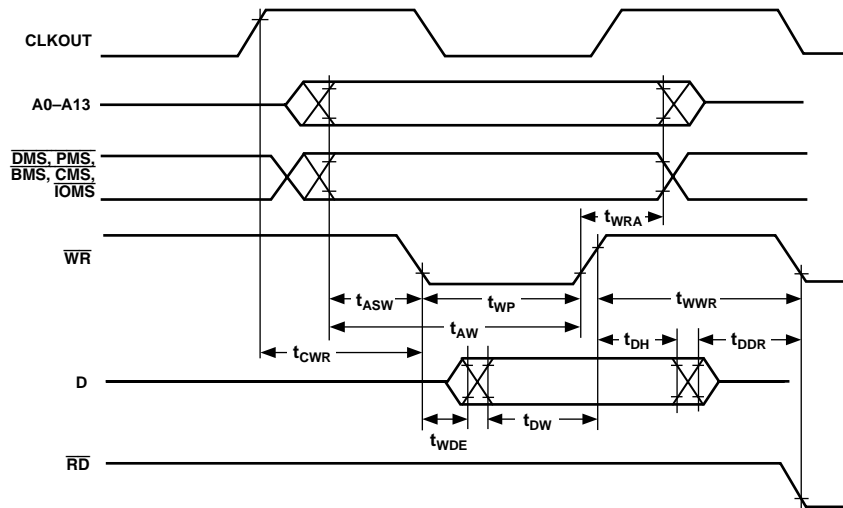 CLKOUT
A0–A13
DMS, PMS,
BMS, CMS,
IOMS
tWRA
WR
tASW
tWP
tWWR
tAW
tCWR
tDH
tDDR
D
tWDE
tDW
RD